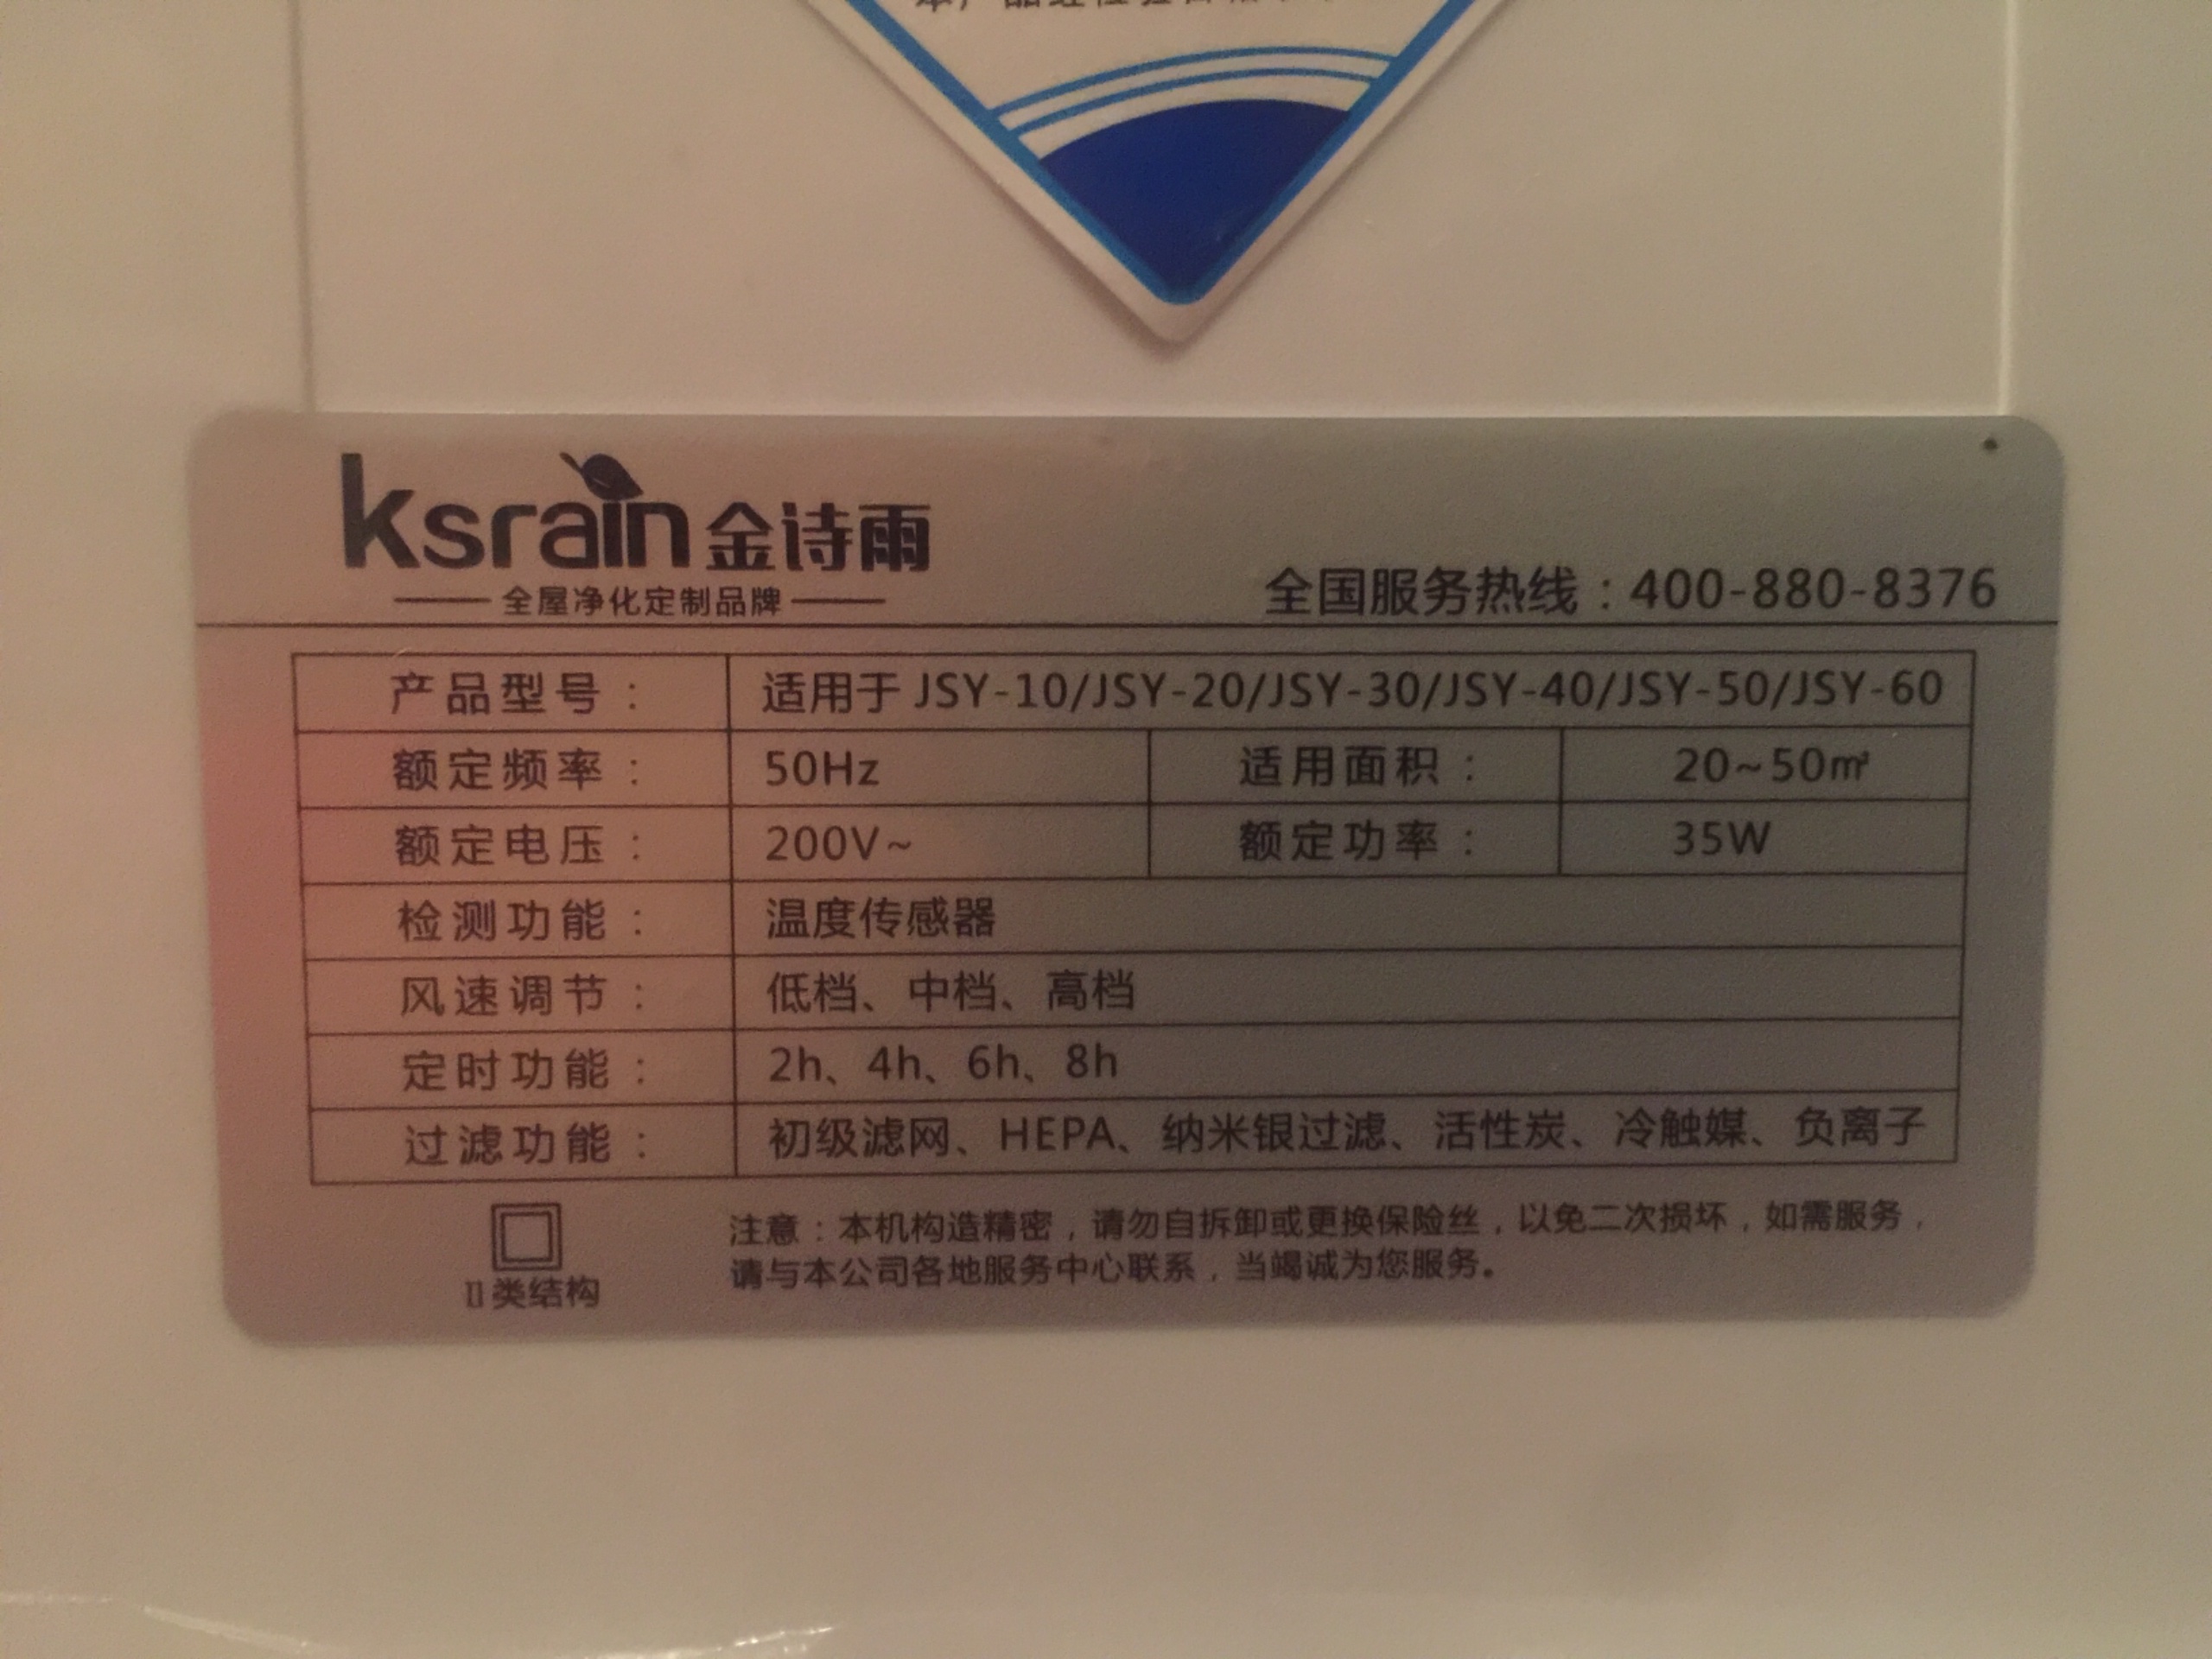 ksrain 金诗雨
全屋净化定制品牌
全国服务热线：400-880-8376
产品型号： 适用于 JSY-10/JSY-20/JSY-30/JSY-40/JSY-50/JSY-60
额定频率： 50Hz 适用面积： 20~50㎡
额定电压： 200V~ 额定功率： 35W
检测功能： 温度传感器
风速调节： 低档、中档、高档
定时功能： 2h、4h、6h、8h
过滤功能： 初级滤网、HEPA、纳米银过滤、活性炭、冷触媒、负离子
II类结构
注意：本机构造精密，请勿自拆卸或更换保险丝，以免二次损坏，如需服务，
请与本公司各地服务中心联系，当竭诚为您服务。